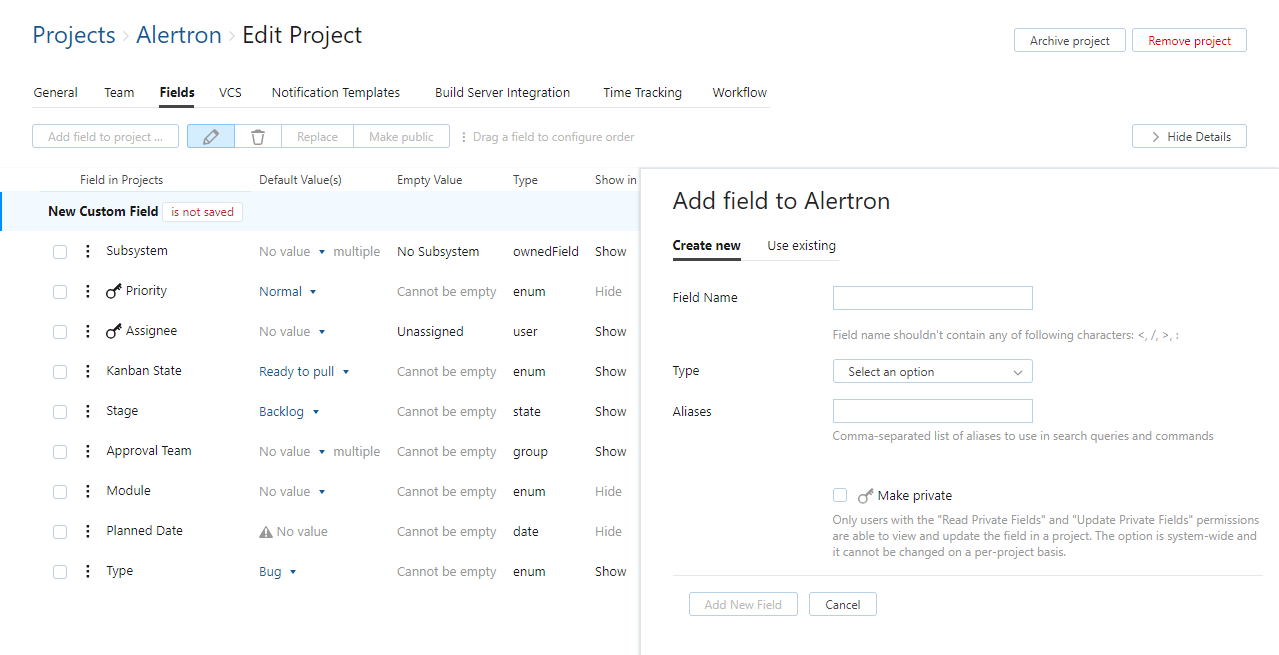 Projects › Alertron › Edit Project
Archive project
Remove project
General Team Fields VCS Notification Templates Build Server Integration Time Tracking Workflow
Add field to project ...
Replace
Make public
Drag a field to configure order
Hide Details
Field in Projects Default Value(s) Empty Value Type Show in
New Custom Field is not saved
Subsystem No value multiple No Subsystem ownedField Show
Priority Normal Cannot be empty enum Hide
Assignee No value Unassigned user Show
Kanban State Ready to pull Cannot be empty enum Show
Stage Backlog Cannot be empty state Show
Approval Team No value multiple Cannot be empty group Show
Module No value Cannot be empty enum Hide
Planned Date No value Cannot be empty date Hide
Type Bug Cannot be empty enum Show
Add field to Alertron
Create new Use existing
Field Name
Field name shouldn't contain any of following characters: <, /, >, :
Type Select an option
Aliases
Comma-separated list of aliases to use in search queries and commands
Make private
Only users with the "Read Private Fields" and "Update Private Fields" permissions
are able to view and update the field in a project. The option is system-wide and
it cannot be changed on a per-project basis.
Add New Field Cancel